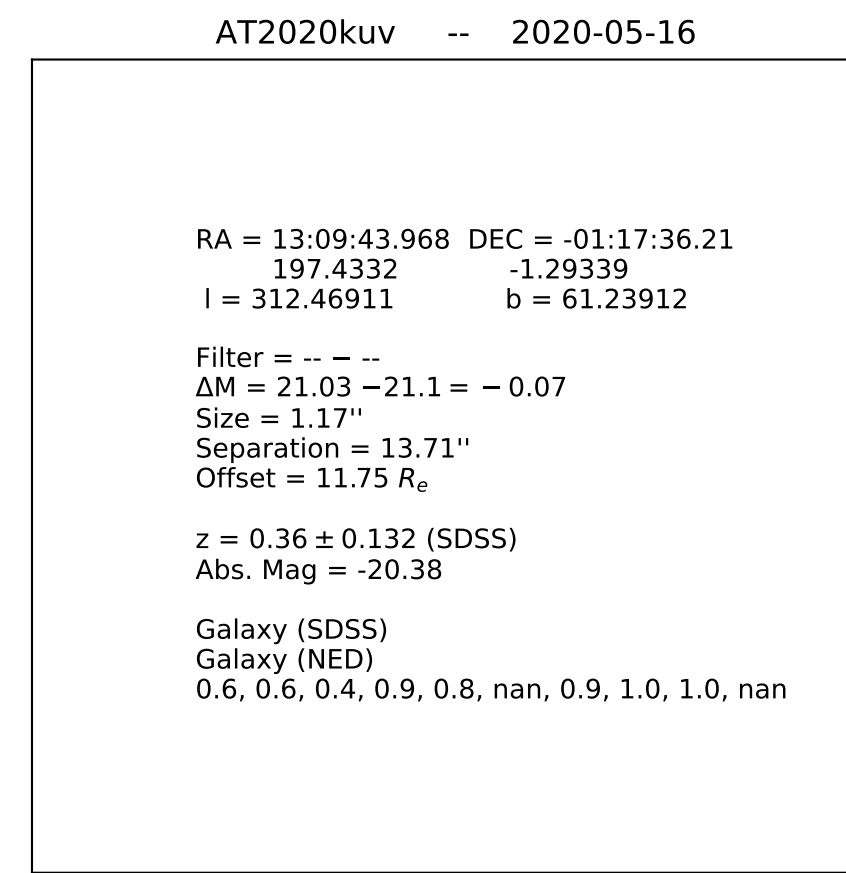 AT2020kuv -- 2020-05-16
RA = 13:09:43.968 DEC = -01:17:36.21
197.4332 -1.29339
l = 312.46911 b = 61.23912
Filter = -- − --
ΔM = 21.03 −21.1 = − 0.07
Size = 1.17''
Separation = 13.71''
Offset = 11.75 Rₑ
z = 0.36 ± 0.132 (SDSS)
Abs. Mag = -20.38
Galaxy (SDSS)
Galaxy (NED)
0.6, 0.6, 0.4, 0.9, 0.8, nan, 0.9, 1.0, 1.0, nan